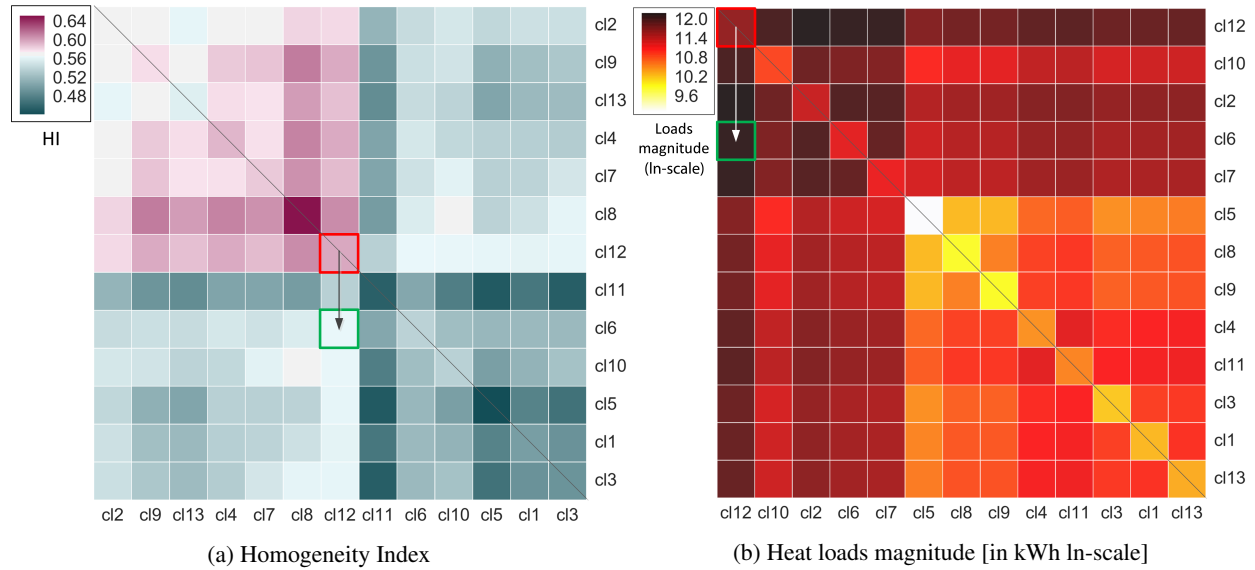 0.64
0.60
0.56
0.52
0.48
HI
cl2
cl9
cl13
cl4
cl7
cl8
cl12
cl11
cl6
cl10
cl5
cl1
cl3
cl2 cl9 cl13 cl4 cl7 cl8 cl12 cl11 cl6 cl10 cl5 cl1 cl3
(a) Homogeneity Index
12.0
11.4
10.8
10.2
9.6
Loads
magnitude
(ln-scale)
cl12
cl10
cl2
cl6
cl7
cl5
cl8
cl9
cl4
cl11
cl3
cl1
cl13
cl12 cl10 cl2 cl6 cl7 cl5 cl8 cl9 cl4 cl11 cl3 cl1 cl13
(b) Heat loads magnitude [in kWh ln-scale]